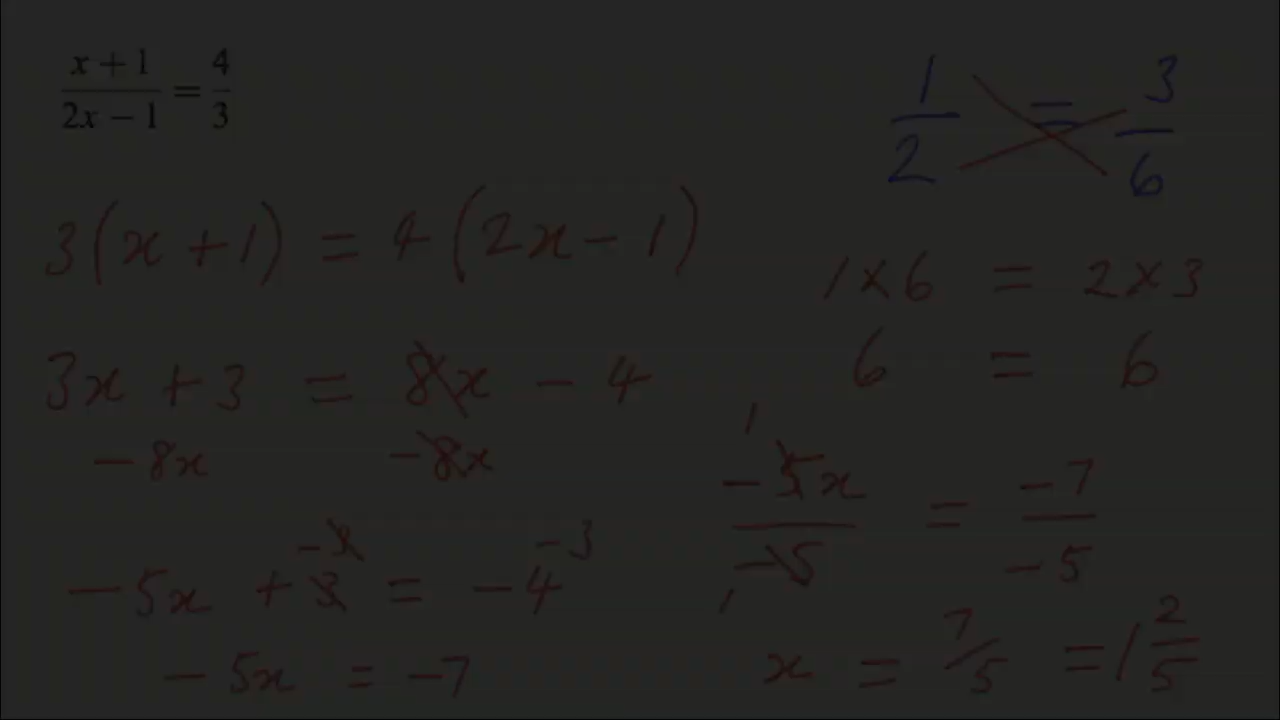 x + 1 / 2x − 1 = 4 / 3
3(x + 1) = 4(2x − 1)
3x + 3 = 8x − 4
− 8x − 8x
− 3 − 3
− 5x + 3 = − 4
− 5x = − 7
1 / 2 = 3 / 6
1 × 6 = 2 × 3
6 = 6
1
− 5x / − 5 = − 7 / − 5
1
x = 7/5 = 1 2/5